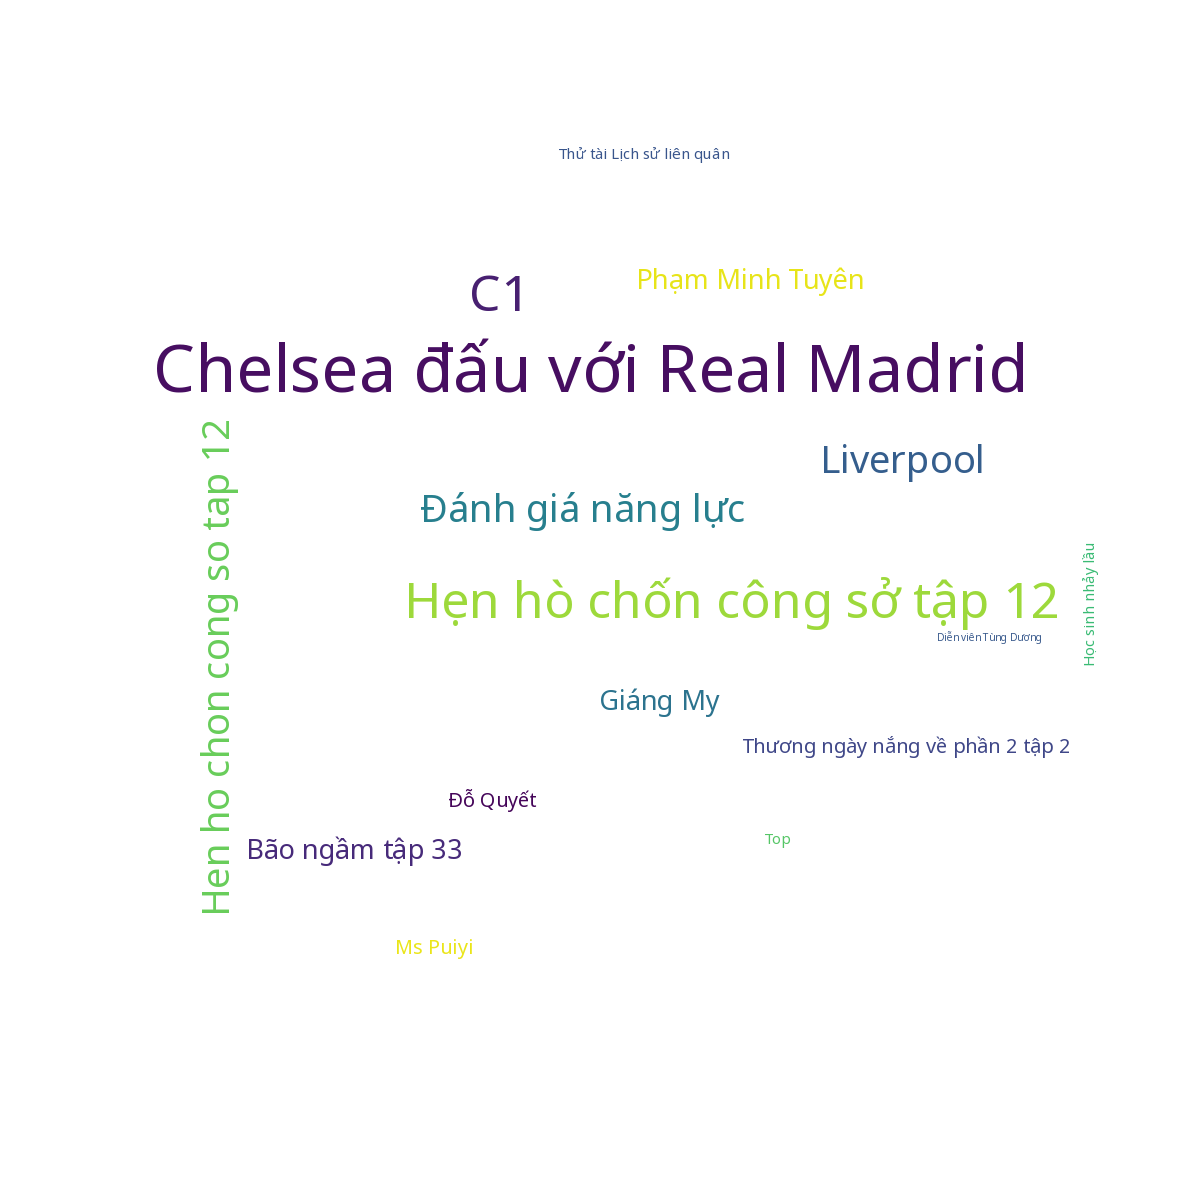 Thử tài Lịch sử liên quân
C1
Phạm Minh Tuyên
Chelsea đấu với Real Madrid
Hen ho chon cong so tap 12
Liverpool
Đánh giá năng lực
Học sinh nhảy lầu
Hẹn hò chốn công sở tập 12
Diễn viên Tùng Dương
Giáng My
Thương ngày nắng về phần 2 tập 2
Đỗ Quyết
Bão ngầm tập 33
Top
Ms Puiyi